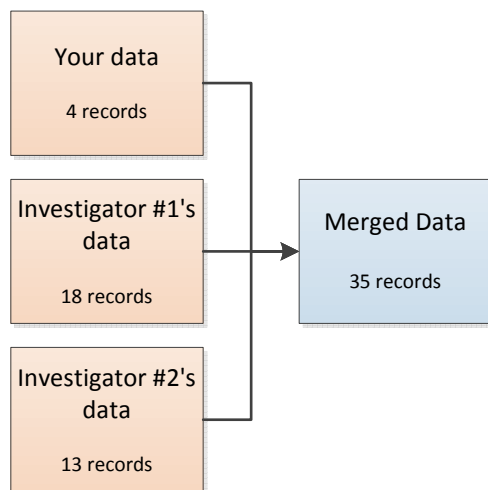 Your data
4 records
Investigator #1's
data
18 records
Investigator #2's
data
13 records
Merged Data
35 records